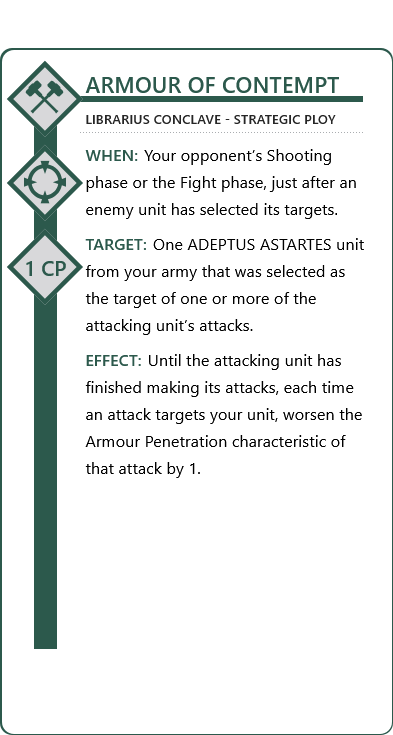 ARMOUR OF CONTEMPT
LIBRARIUS CONCLAVE - STRATEGIC PLOY
WHEN: Your opponent's Shooting
phase or the Fight phase, just after an
enemy unit has selected its targets.
TARGET: One ADEPTUS ASTARTES unit
from your army that was selected as
the target of one or more of the
attacking unit's attacks.
1 CP
EFFECT: Until the attacking unit has
finished making its attacks, each time
an attack targets your unit, worsen the
Armour Penetration characteristic of
that attack by 1.